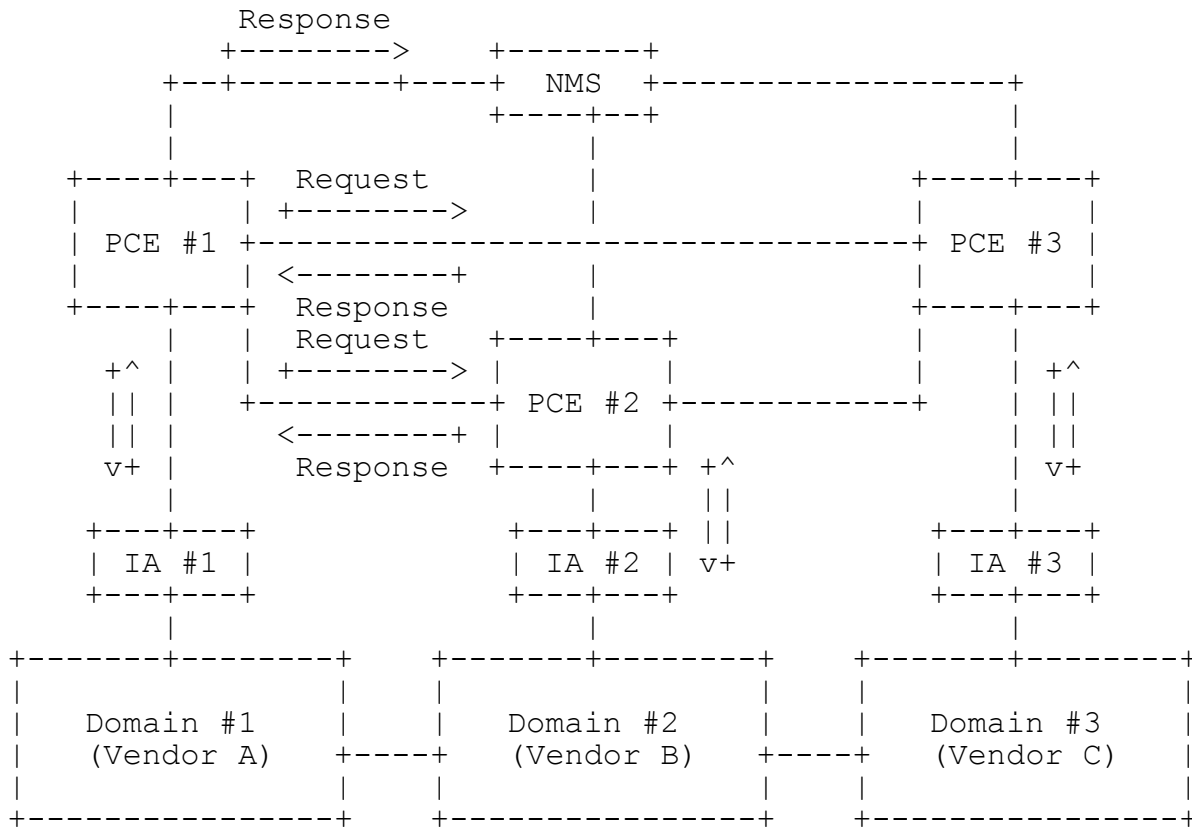 Response
NMS
Request
PCE #1 PCE #3
Response
Request
PCE #2
Response
IA #1 IA #2 IA #3
Domain #1 Domain #2 Domain #3
(Vendor A) (Vendor B) (Vendor C)